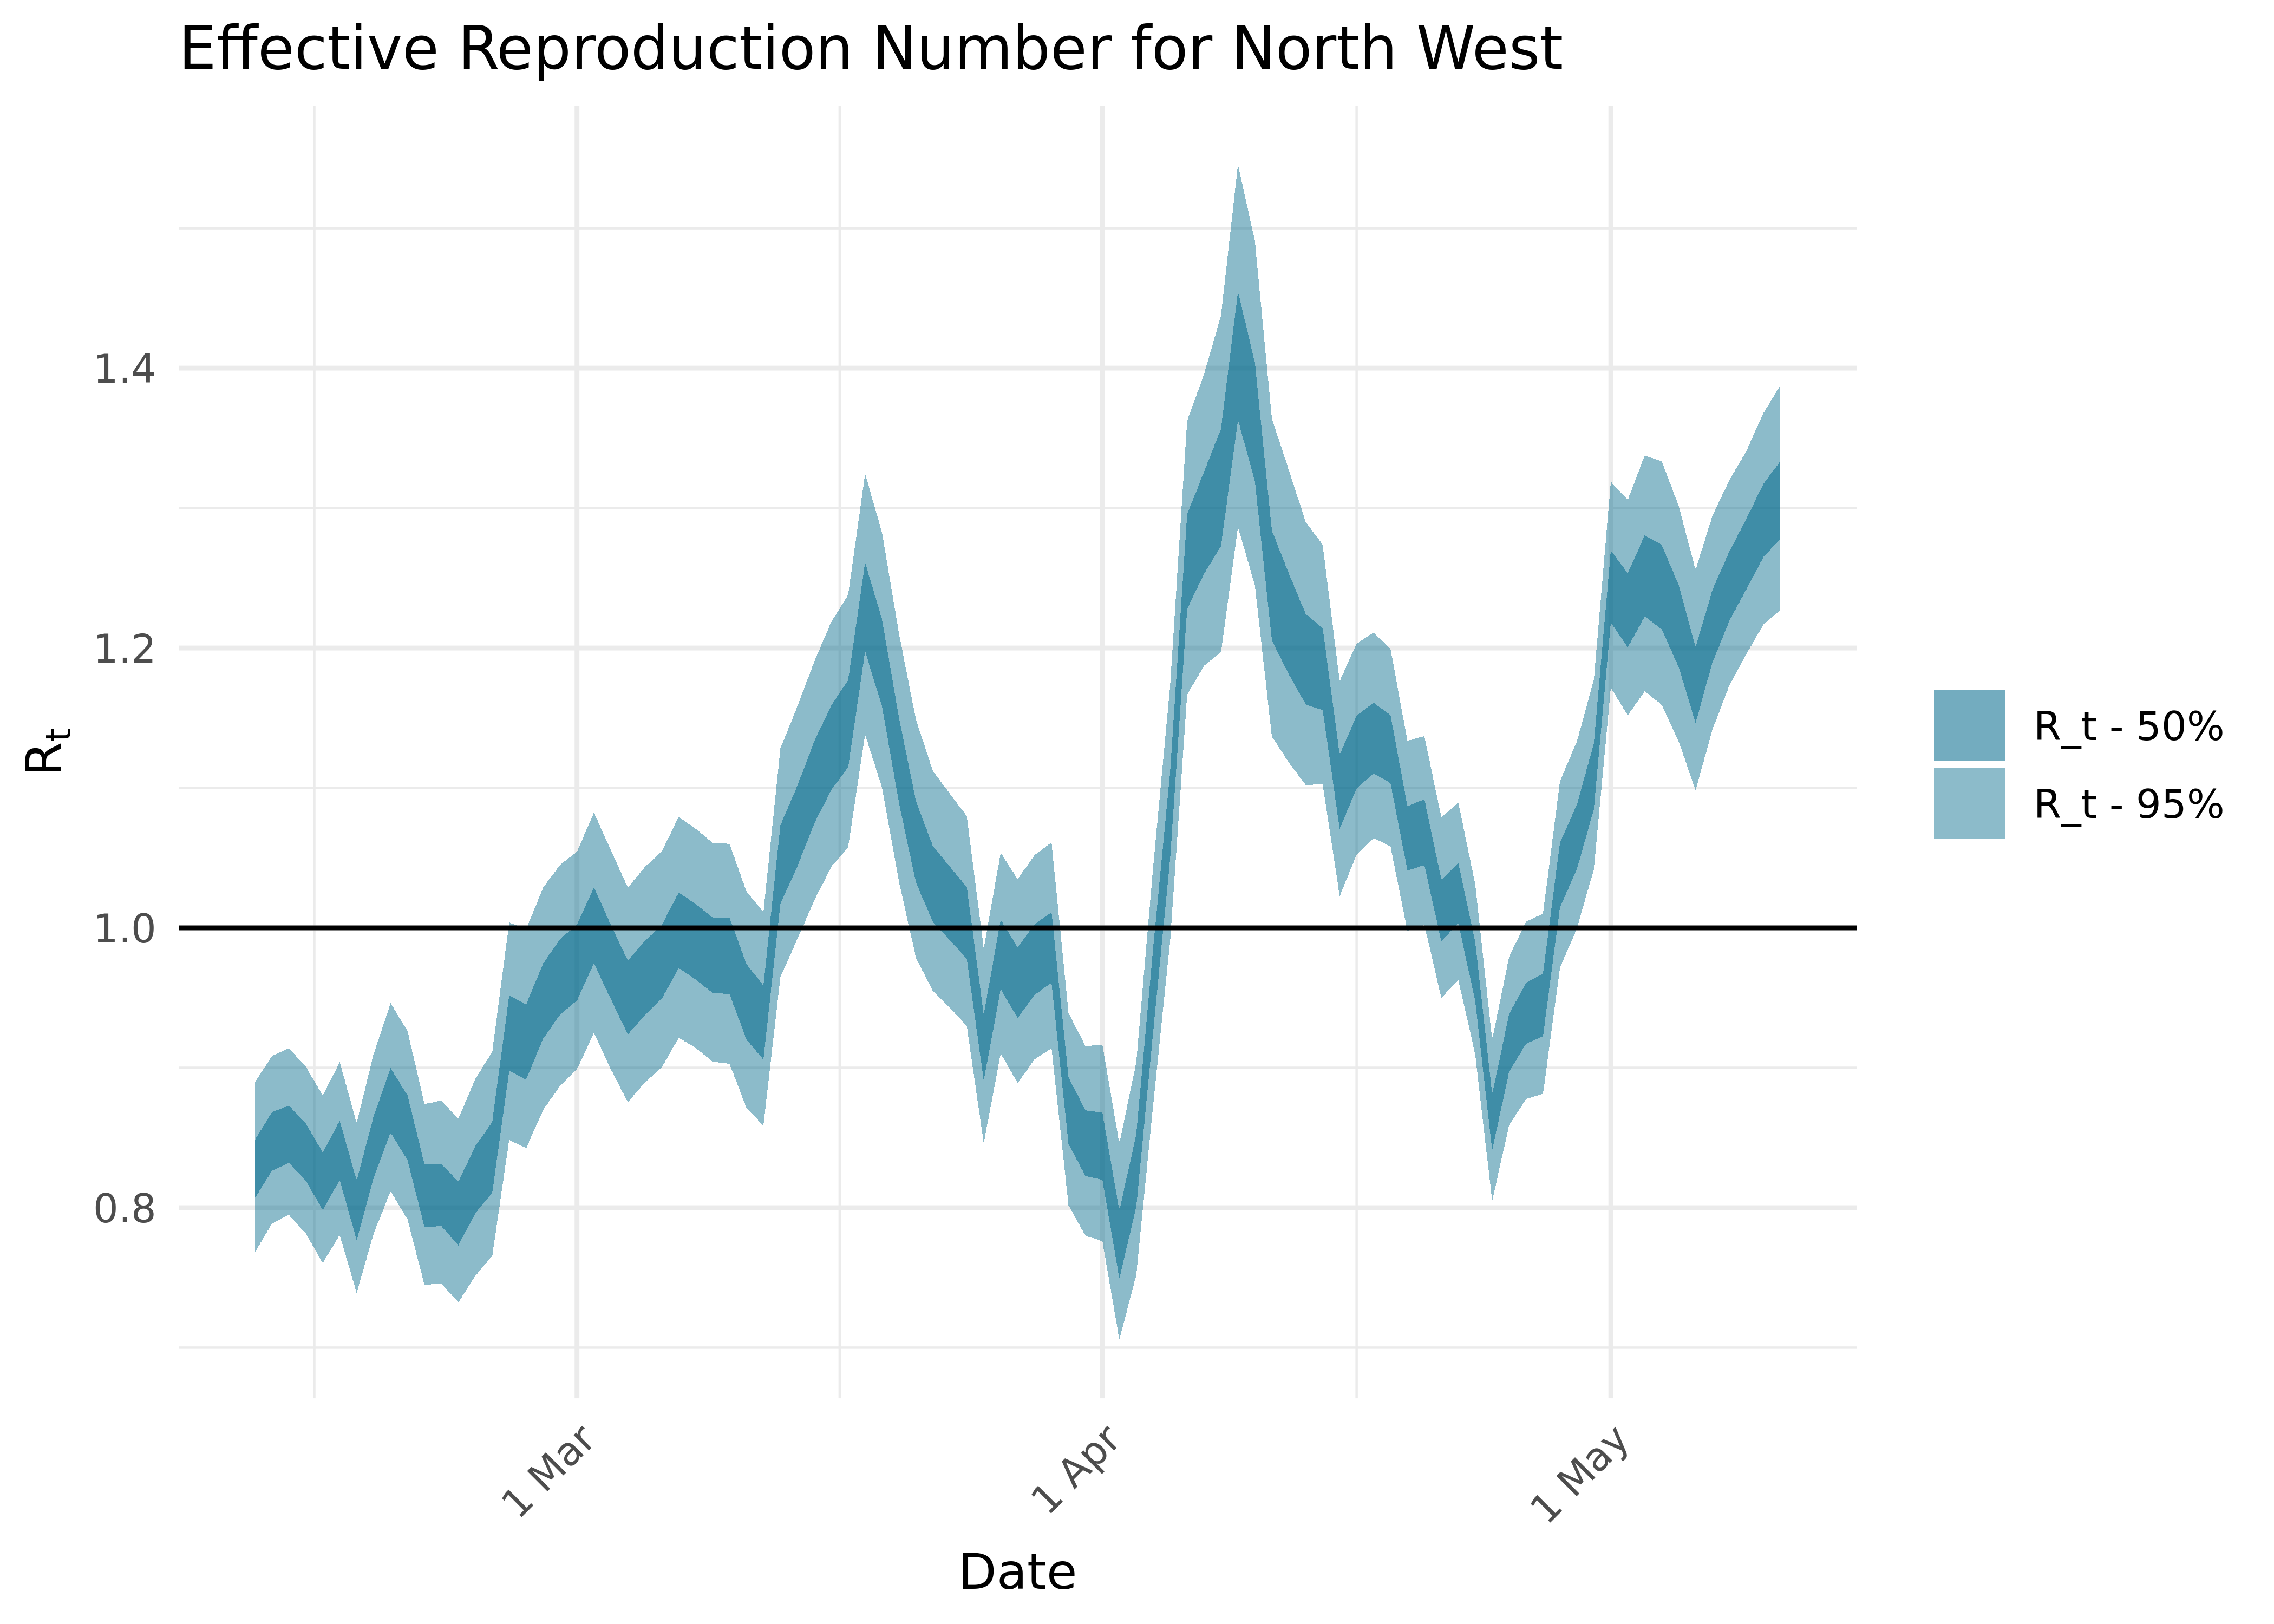 Effective Reproduction Number for North West
1.4
1.2
1.0
0.8
Rt
R_t - 50%
R_t - 95%
1 Mar
1 Apr
1 May
Date